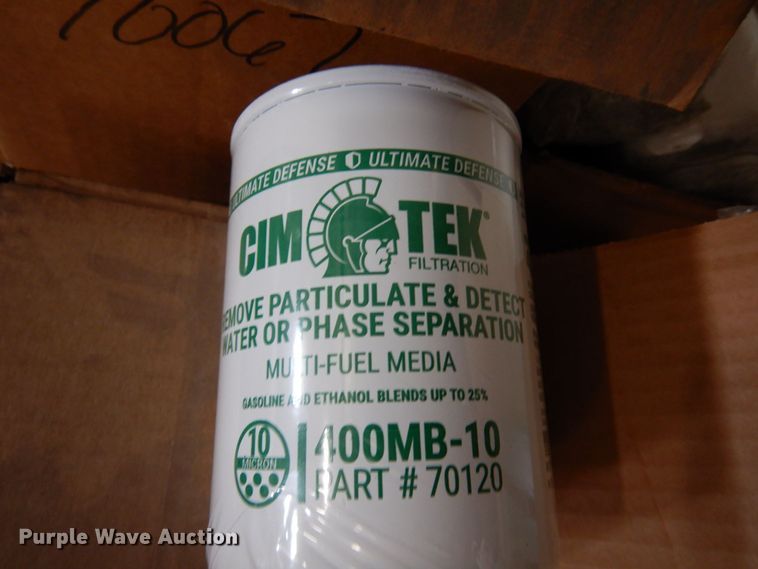 ULTIMATE DEFENSE ULTIMATE DEFENSE
CIM TEK®
FILTRATION
REMOVE PARTICULATE & DETECT
WATER OR PHASE SEPARATION
MULTI-FUEL MEDIA
GASOLINE AND ETHANOL BLENDS UP TO 25%
10
MICRON
400MB-10
PART # 70120
Purple Wave Auction